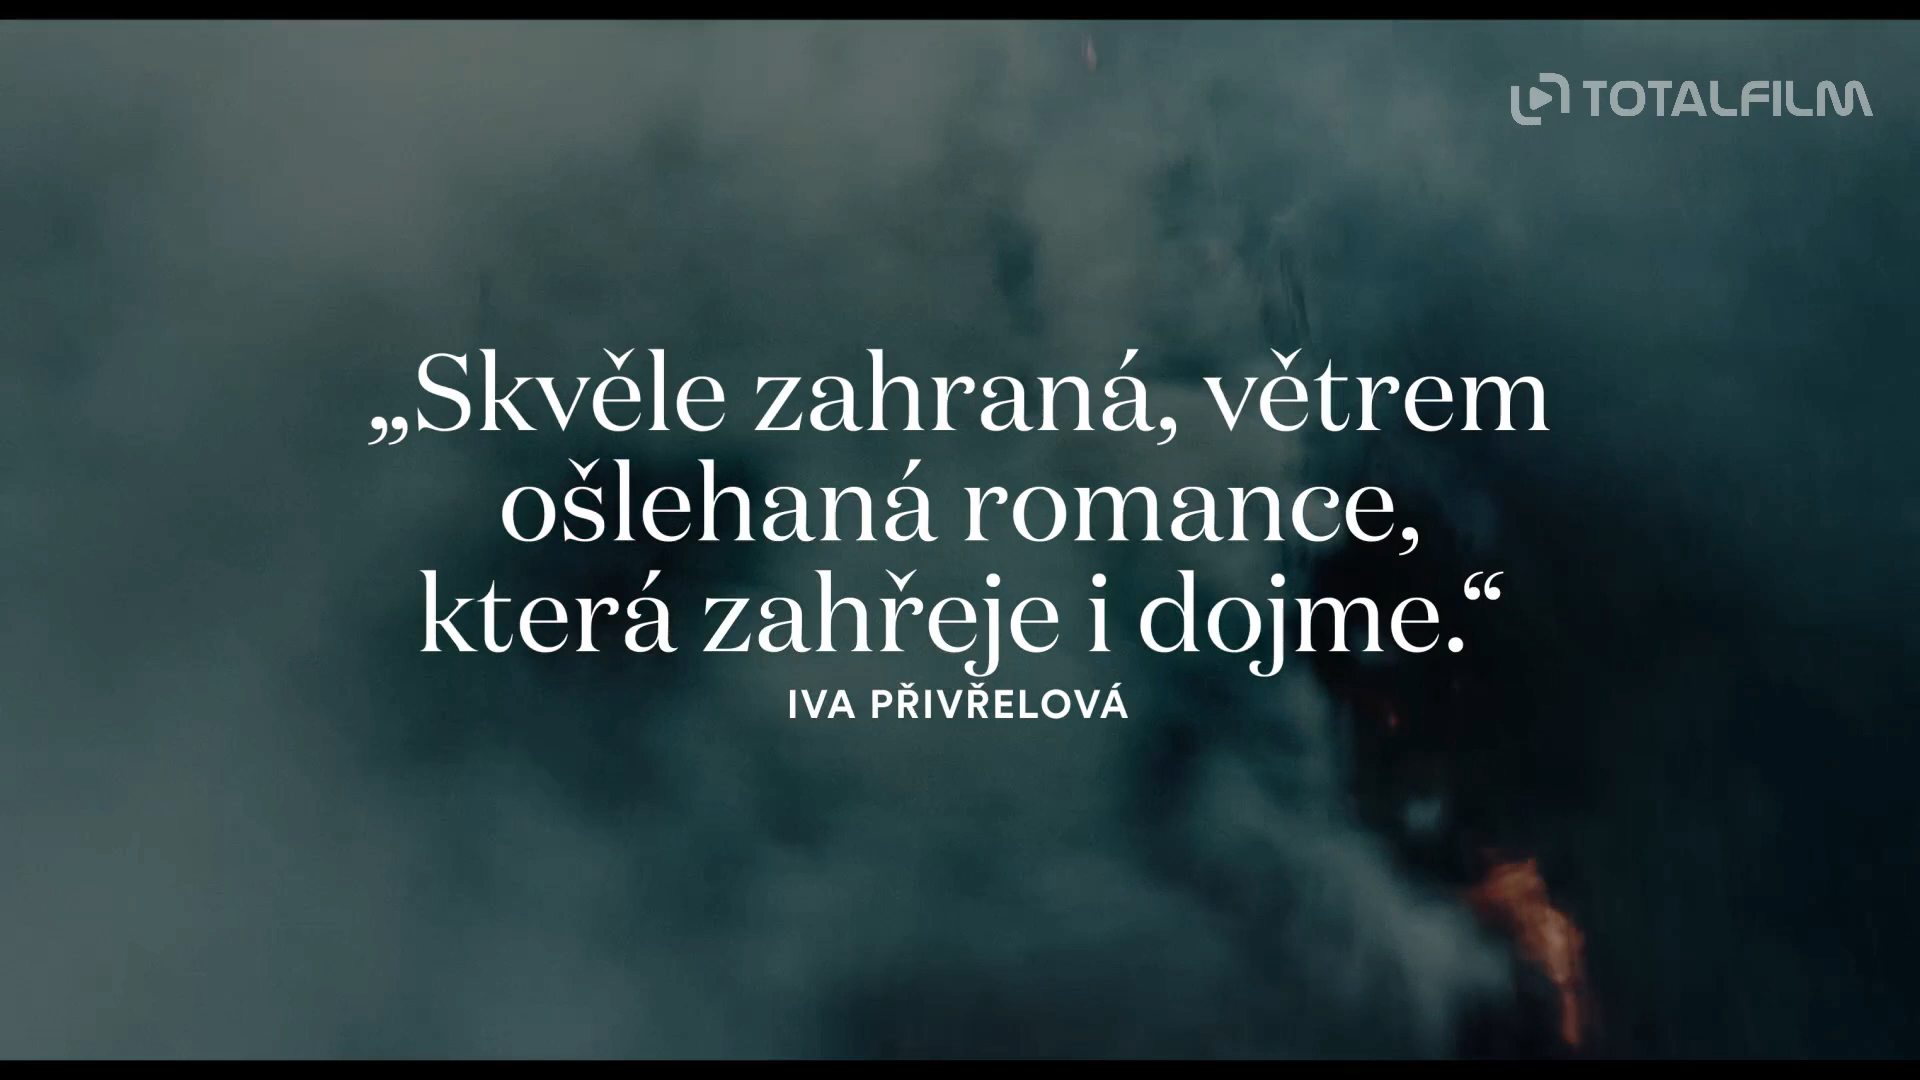 TOTALFILM
„Skvěle zahraná, větrem
ošlehaná romance,
která zahřeje i dojme.“
IVA PŘIVŘELOVÁ